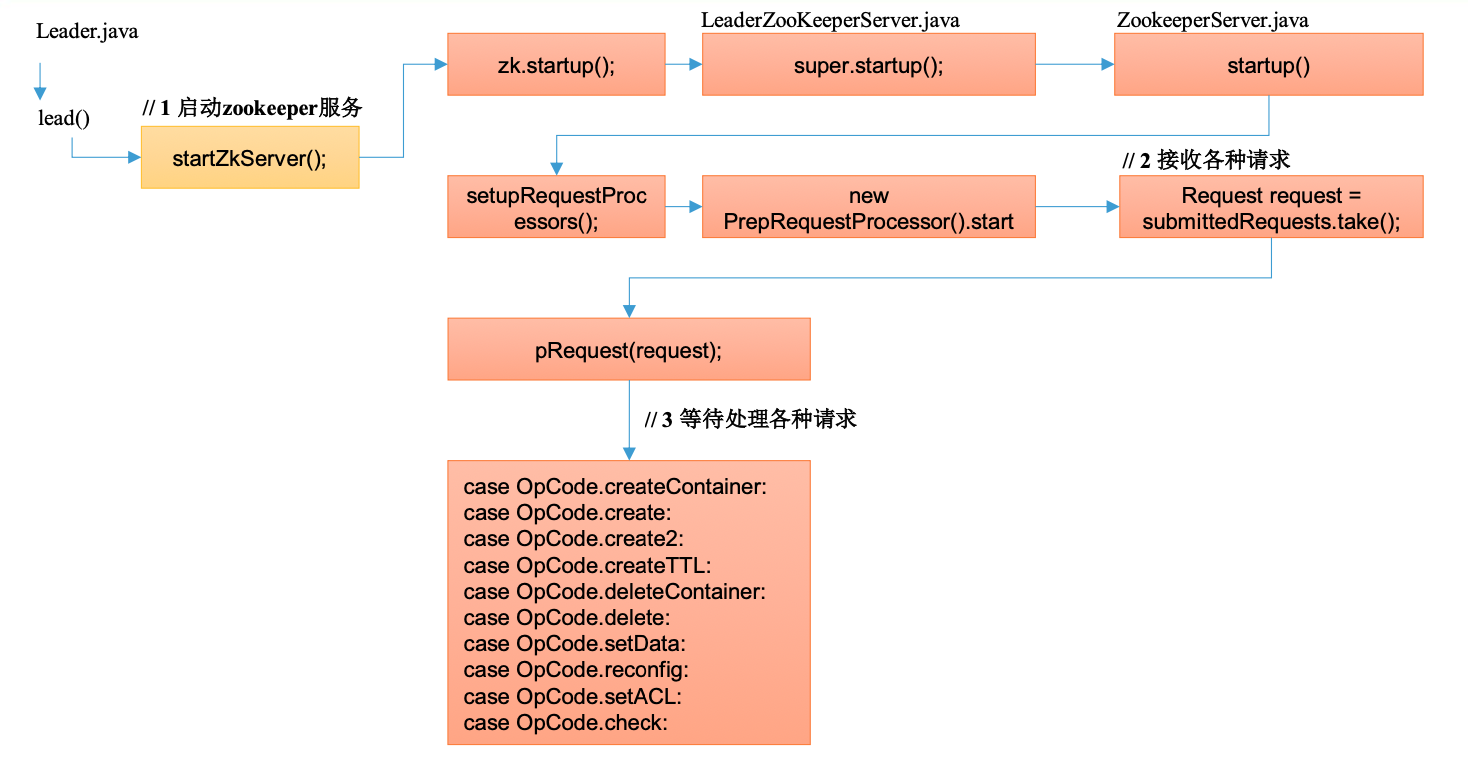 Leader.java
lead()
// 1 启动zookeeper服务
startZkServer();
zk.startup();
LeaderZooKeeperServer.java
super.startup();
ZookeeperServer.java
startup()
setupRequestProc
essors();
new
PrepRequestProcessor().start
// 2 接收各种请求
Request request =
submittedRequests.take();
pRequest(request);
// 3 等待处理各种请求
case OpCode.createContainer:
case OpCode.create:
case OpCode.create2:
case OpCode.createTTL:
case OpCode.deleteContainer:
case OpCode.delete:
case OpCode.setData:
case OpCode.reconfig:
case OpCode.setACL:
case OpCode.check: